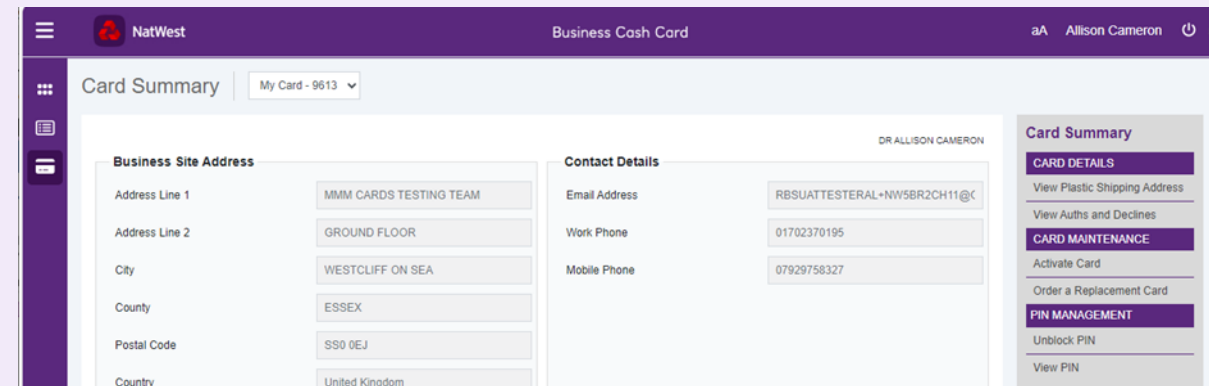 NatWest
Business Cash Card
aA Allison Cameron
Card Summary
My Card - 9613
DR ALLISON CAMERON
Business Site Address
Address Line 1 MMM CARDS TESTING TEAM
Address Line 2 GROUND FLOOR
City WESTCLIFF ON SEA
County ESSEX
Postal Code SS0 0EJ
Country United Kingdom
Contact Details
Email Address RBSUATTESTERAL+NW5BR2CH11@
Work Phone 01702370195
Mobile Phone 07929758327
Card Summary
CARD DETAILS
View Plastic Shipping Address
View Auths and Declines
CARD MAINTENANCE
Activate Card
Order a Replacement Card
PIN MANAGEMENT
Unblock PIN
View PIN